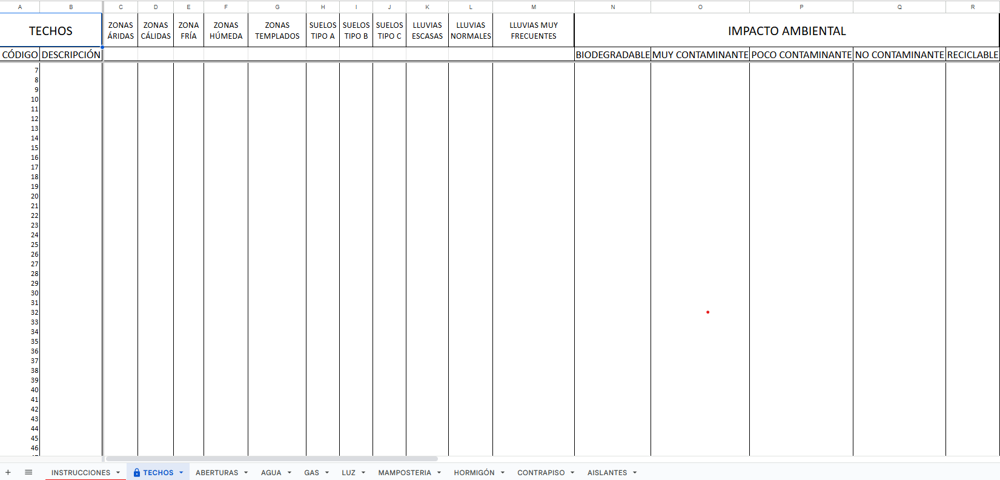 A B C D E F G H I J K L M N O P Q R
TECHOS
ZONAS ÁRIDAS
ZONAS CÁLIDAS
ZONA FRÍA
ZONAS HÚMEDA
ZONAS TEMPLADOS
SUELOS TIPO A
SUELOS TIPO B
SUELOS TIPO C
LLUVIAS ESCASAS
LLUVIAS NORMALES
LLUVIAS MUY FRECUENTES
IMPACTO AMBIENTAL
CÓDIGO DESCRIPCIÓN BIODEGRADABLE MUY CONTAMINANTE POCO CONTAMINANTE NO CONTAMINANTE RECICLABLE
7
8
9
10
11
12
13
14
15
16
17
18
19
20
21
22
23
24
25
26
27
28
29
30
31
32
33
34
35
36
37
38
39
40
41
42
43
44
45
46
INSTRUCCIONES TECHOS ABERTURAS AGUA GAS LUZ MAMPOSTERIA HORMIGÓN CONTRAPISO AISLANTES